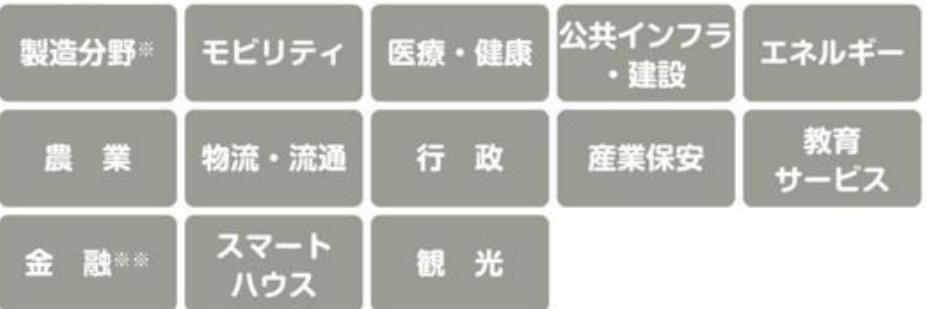 製造分野※
モビリティ
医療・健康
公共インフラ
・建設
エネルギー
農　業
物流・流通
行　政
産業保安
教育
サービス
金　融※※
スマート
ハウス
観　光